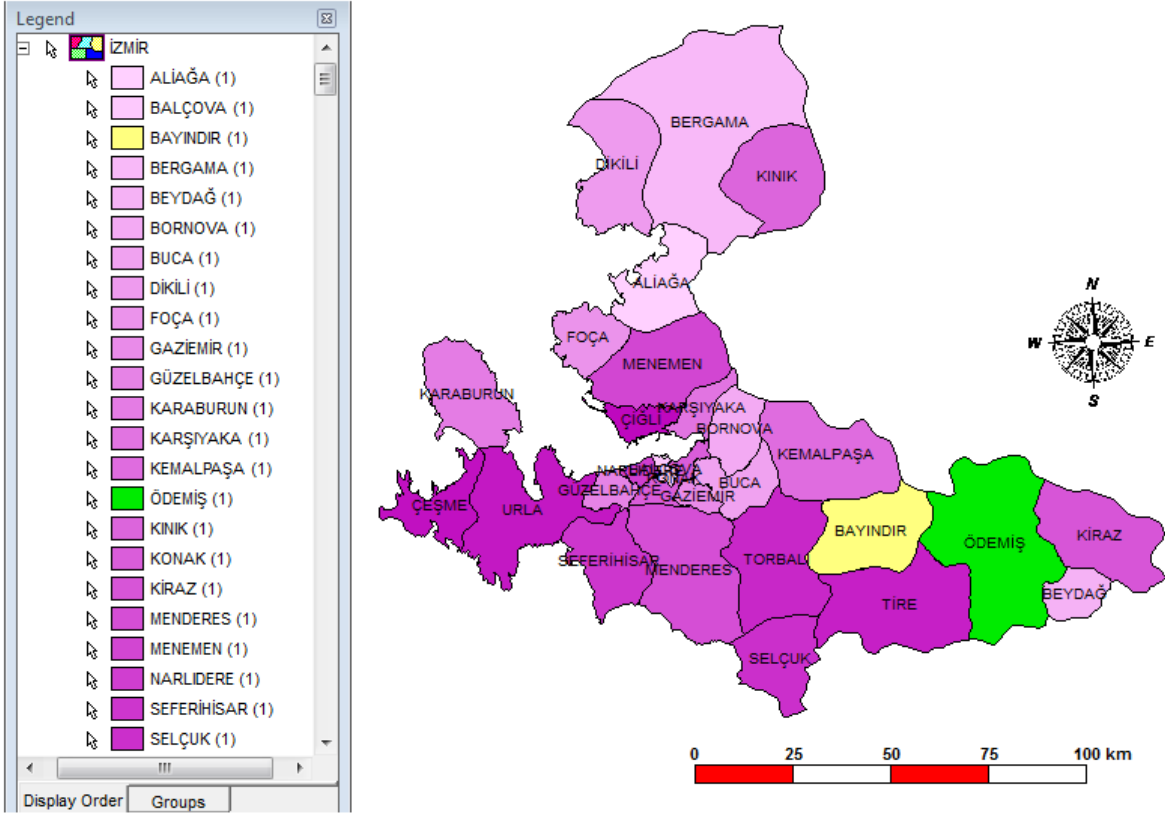 Legend
İZMİR
ALİAĞA (1)
BALÇOVA (1)
BAYINDIR (1)
BERGAMA (1)
BEYDAĞ (1)
BORNOVA (1)
BUCA (1)
DİKİLİ (1)
FOÇA (1)
GAZİEMİR (1)
GÜZELBAHÇE (1)
KARABURUN (1)
KARŞIYAKA (1)
KEMALPAŞA (1)
ÖDEMİŞ (1)
KINIK (1)
KONAK (1)
KİRAZ (1)
MENDERES (1)
MENEMEN (1)
NARLIDERE (1)
SEFERİHİSAR (1)
SELÇUK (1)
Display Order
Groups
BERGAMA
DİKİLİ
KINIK
ALİAĞA
FOÇA
MENEMEN
KARABURUN
KARŞIYAKA
ÇİĞLİ
BORNOVA
KEMALPAŞA
BUCA
GÜZELBAHÇE
GAZİEMİR
ÇEŞME
URLA
BAYINDIR
ÖDEMİŞ
KİRAZ
SEFERİHİSAR
MENDERES
TORBALI
BEYDAĞ
TİRE
SELÇUK
N
W
E
S
0 25 50 75 100 km